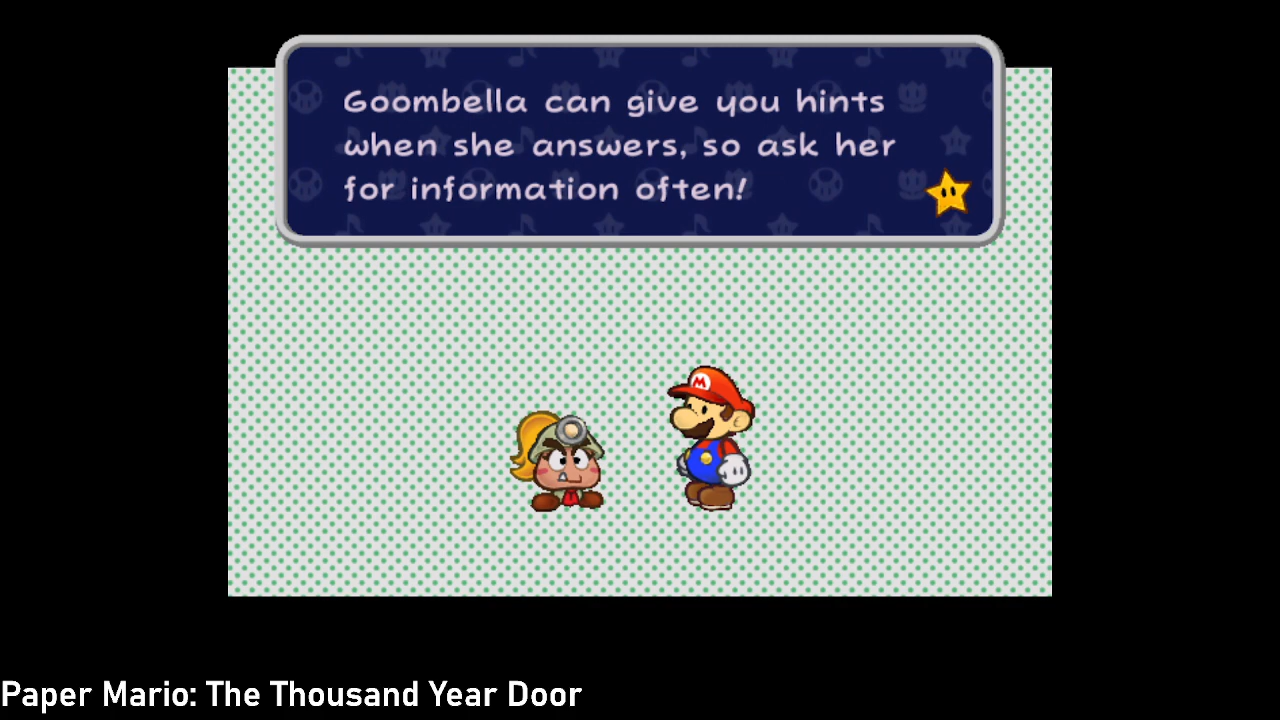 Goombella can give you hints
when she answers, so ask her
for information often!
M
Paper Mario: The Thousand Year Door